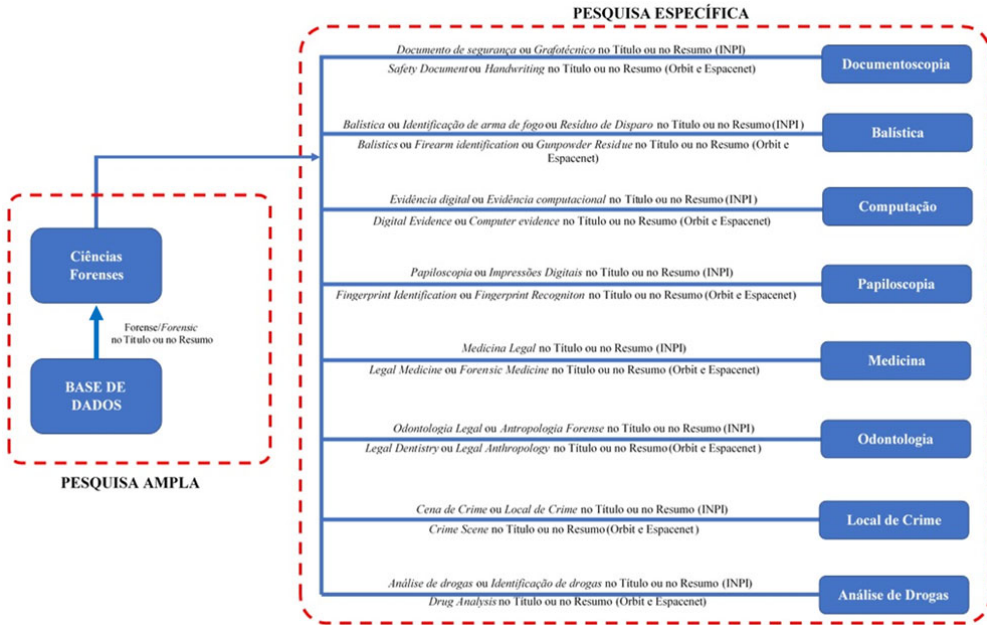 PESQUISA ESPECÍFICA
Documento de segurança ou Grafotécnico no Título ou no Resumo (INPI)
Safety Document ou Handwriting no Título ou no Resumo (Orbit e Espacenet)
Documentoscopia
Balística ou Identificação de arma de fogo ou Resíduo de Disparo no Título ou no Resumo (INPI)
Balistics ou Firearm identification ou Gunpowder Residue no Título ou no Resumo (Orbit e
Espacenet)
Balística
Evidência digital ou Evidência computacional no Título ou no Resumo (INPI)
Digital Evidence ou Computer evidence no Título ou no Resumo (Orbit e Espacenet)
Computação
Papiloscopia ou Impressões Digitais no Título ou no Resumo (INPI)
Fingerprint Identification ou Fingerprint Recogniton no Título ou no Resumo (Orbit e Espacenet)
Papiloscopia
Medicina Legal no Título ou no Resumo (INPI)
Legal Medicine ou Forensic Medicine no Título ou no Resumo (Orbit e Espacenet)
Medicina
Odontologia Legal ou Antropologia Forense no Título ou no Resumo (INPI)
Legal Dentistry ou Legal Anthropology no Título ou no Resumo (Orbit e Espacenet)
Odontologia
Cena de Crime ou Local de Crime no Título ou no Resumo (INPI)
Crime Scene no Título ou no Resumo (Orbit e Espacenet)
Local de Crime
Análise de drogas ou Identificação de drogas no Título ou no Resumo (INPI)
Drug Analysis no Título ou no Resumo (Orbit e Espacenet)
Análise de Drogas
Ciências
Forenses
Forense/Forensic
no Título ou no Resumo
BASE DE
DADOS
PESQUISA AMPLA